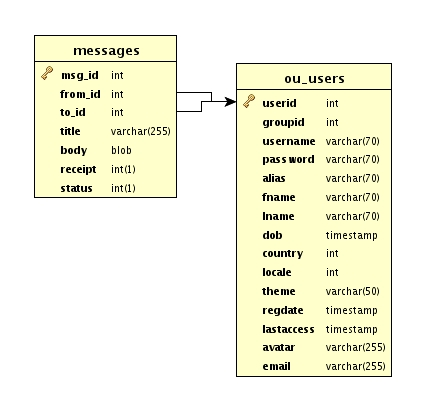 messages
msg_id int
from_id int
to_id int
title varchar(255)
body blob
receipt int(1)
status int(1)
ou_users
userid int
groupid int
username varchar(70)
password varchar(70)
alias varchar(70)
fname varchar(70)
lname varchar(70)
dob timestamp
country int
locale int
theme varchar(50)
regdate timestamp
lastaccess timestamp
avatar varchar(255)
email varchar(255)